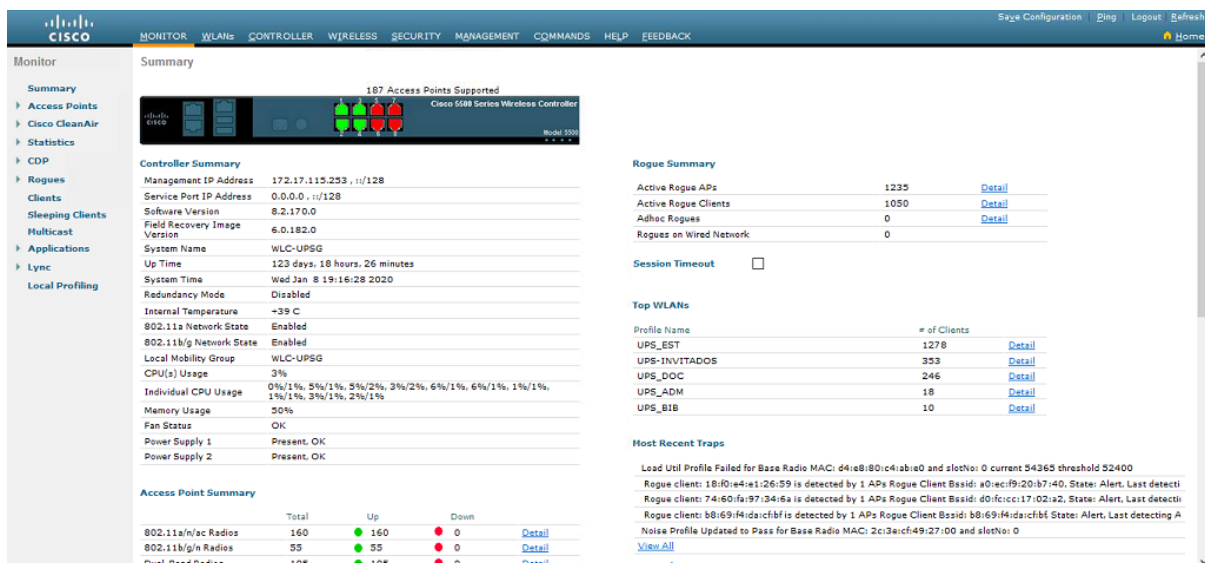 Save Configuration Ping Logout Refresh
CISCO MONITOR WLANs CONTROLLER WIRELESS SECURITY MANAGEMENT COMMANDS HELP FEEDBACK Home
Monitor
Summary
Access Points
Cisco CleanAir
Statistics
CDP
Rogues
Clients
Sleeping Clients
Multicast
Applications
Lync
Local Profiling
Summary
187 Access Points Supported
Cisco 5500 Series Wireless Controller
CISCO
1 3 5 7
2 4 6 8
Model 5500
Controller Summary
Management IP Address 172.17.115.253 , ::/128
Service Port IP Address 0.0.0.0 , ::/128
Software Version 8.2.170.0
Field Recovery Image
Version 6.0.182.0
System Name WLC-UPSG
Up Time 123 days, 18 hours, 26 minutes
System Time Wed Jan 8 19:16:28 2020
Redundancy Mode Disabled
Internal Temperature +39 C
802.11a Network State Enabled
802.11b/g Network State Enabled
Local Mobility Group WLC-UPSG
CPU(s) Usage 3%
Individual CPU Usage 0%/1%, 5%/1%, 5%/2%, 3%/2%, 6%/1%, 6%/1%, 1%/1%,
1%/1%, 3%/1%, 2%/1%
Memory Usage 50%
Fan Status OK
Power Supply 1 Present, OK
Power Supply 2 Present, OK
Access Point Summary
Total Up Down
802.11a/n/ac Radios 160 160 0 Detail
802.11b/g/n Radios 55 55 0 Detail
Dual-Band Radios 105 105 0 Detail
Rogue Summary
Active Rogue APs 1235 Detail
Active Rogue Clients 1050 Detail
Adhoc Rogues 0 Detail
Rogues on Wired Network 0
Session Timeout
Top WLANs
Profile Name # of Clients
UPS_EST 1278 Detail
UPS-INVITADOS 353 Detail
UPS_DOC 246 Detail
UPS_ADM 18 Detail
UPS_BIB 10 Detail
Most Recent Traps
Load Util Profile Failed for Base Radio MAC: d4:e8:80:c4:ab:e0 and slotNo: 0 current 54365 threshold 52400
Rogue client: 18:f0:e4:e1:26:59 is detected by 1 APs Rogue Client Bssid: a0:ec:f9:20:b7:40, State: Alert, Last detecti
Rogue client: 74:60:fa:97:34:6a is detected by 1 APs Rogue Client Bssid: d0:fc:cc:17:02:a2, State: Alert, Last detectin
Rogue client: b8:69:f4:da:cf:bf is detected by 1 APs Rogue Client Bssid: b8:69:f4:da:cf:bf, State: Alert, Last detecting A
Noise Profile Updated to Pass for Base Radio MAC: 2c:3e:cf:49:27:00 and slotNo: 0
View All